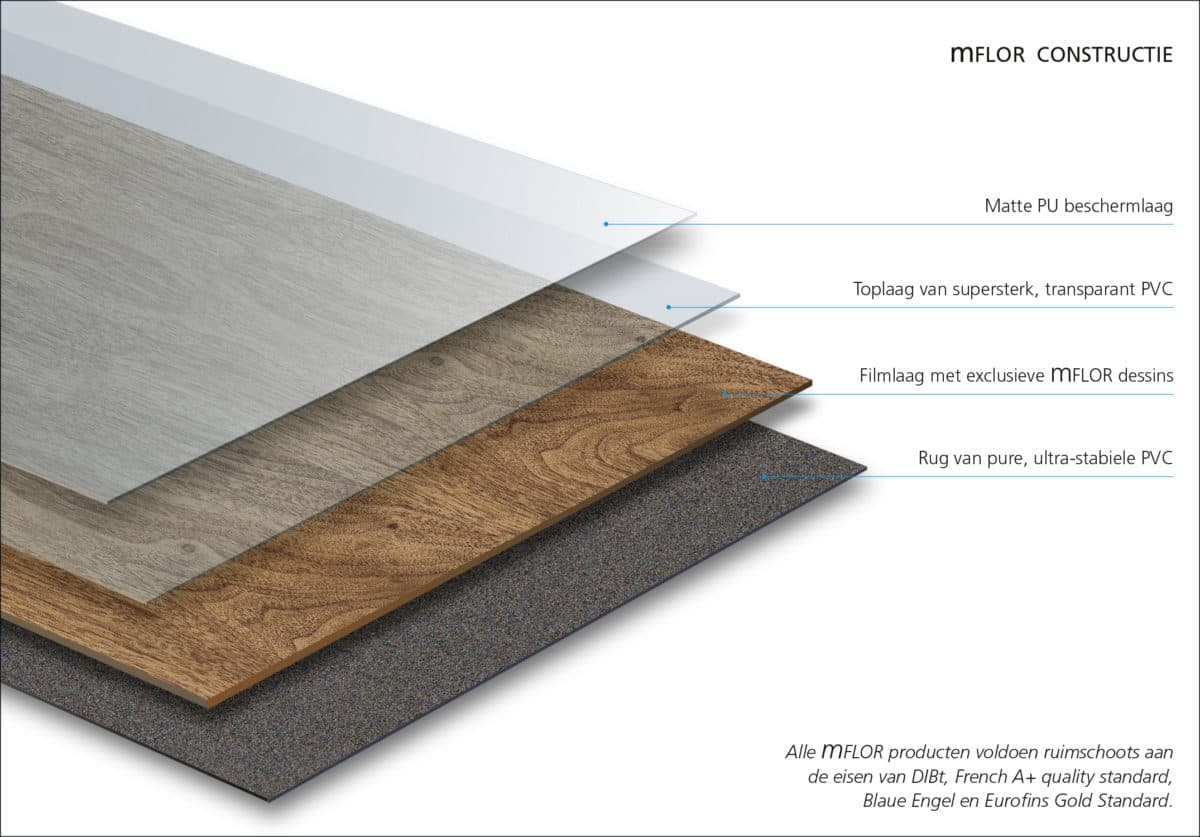 mFLOR CONSTRUCTIE
Matte PU beschermlaag
Toplaag van supersterk, transparant PVC
Filmlaag met exclusieve mFLOR dessins
Rug van pure, ultra-stabiele PVC
Alle mFLOR producten voldoen ruimschoots aan
de eisen van DIBt, French A+ quality standard,
Blaue Engel en Eurofins Gold Standard.